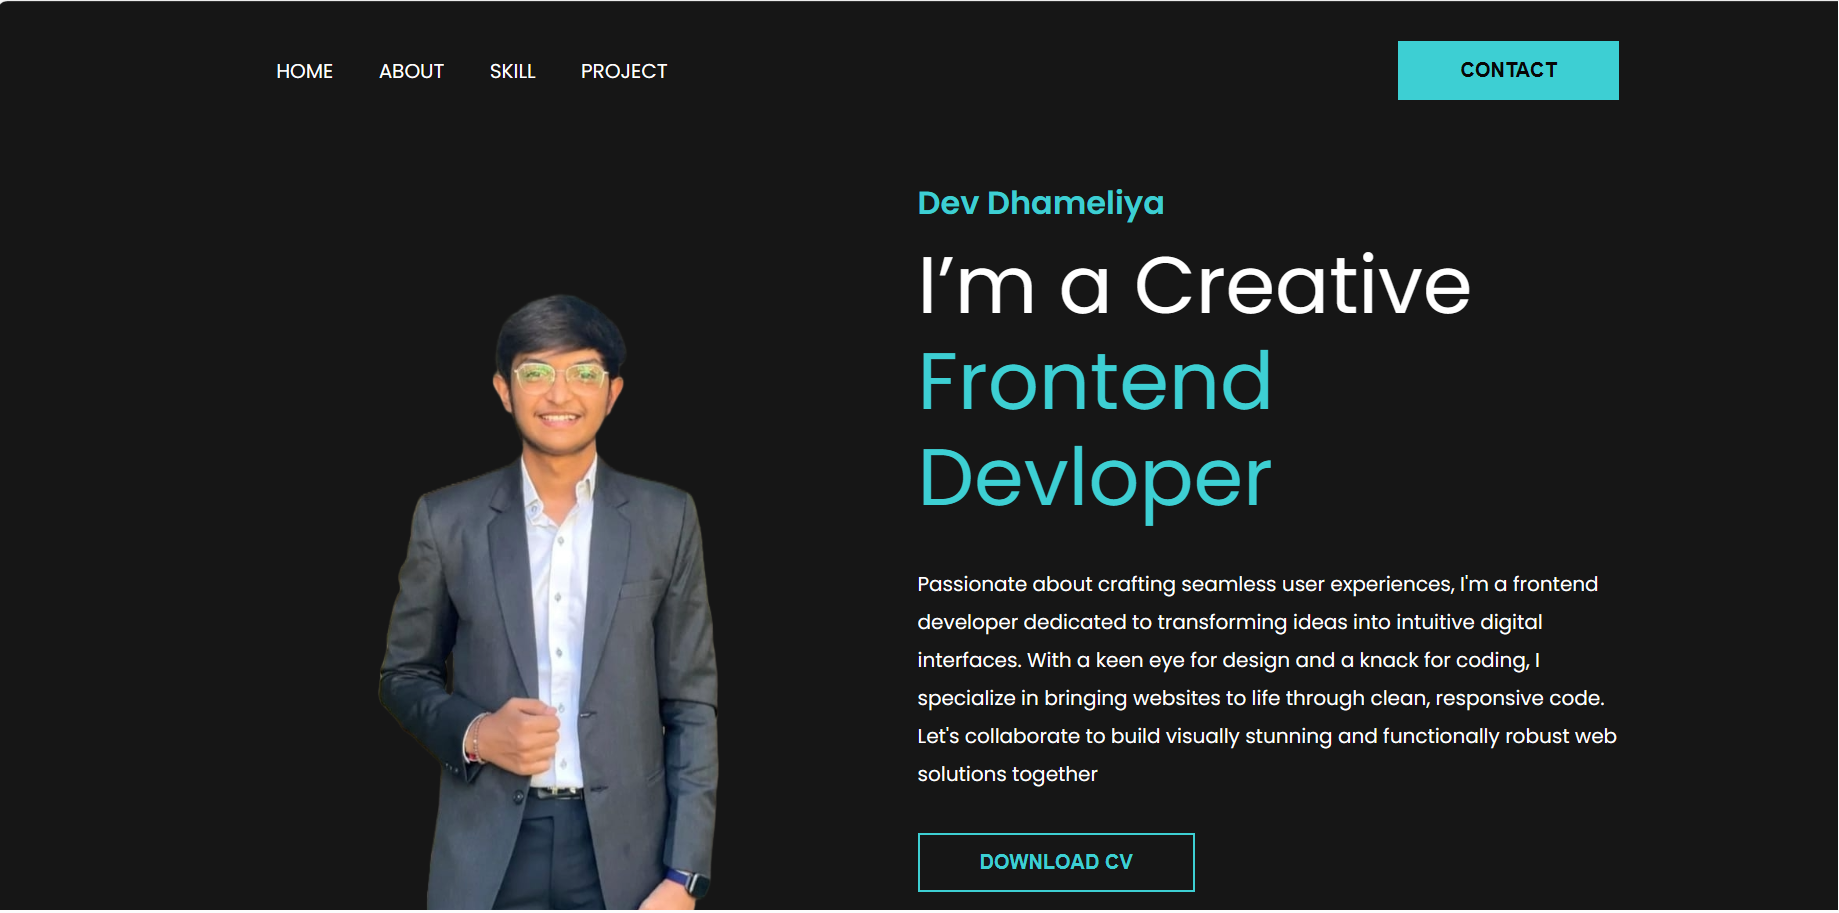 HOME ABOUT SKILL PROJECT CONTACT
Dev Dhameliya
I’m a Creative
Frontend
Devloper
Passionate about crafting seamless user experiences, I'm a frontend
developer dedicated to transforming ideas into intuitive digital
interfaces. With a keen eye for design and a knack for coding, I
specialize in bringing websites to life through clean, responsive code.
Let's collaborate to build visually stunning and functionally robust web
solutions together
DOWNLOAD CV